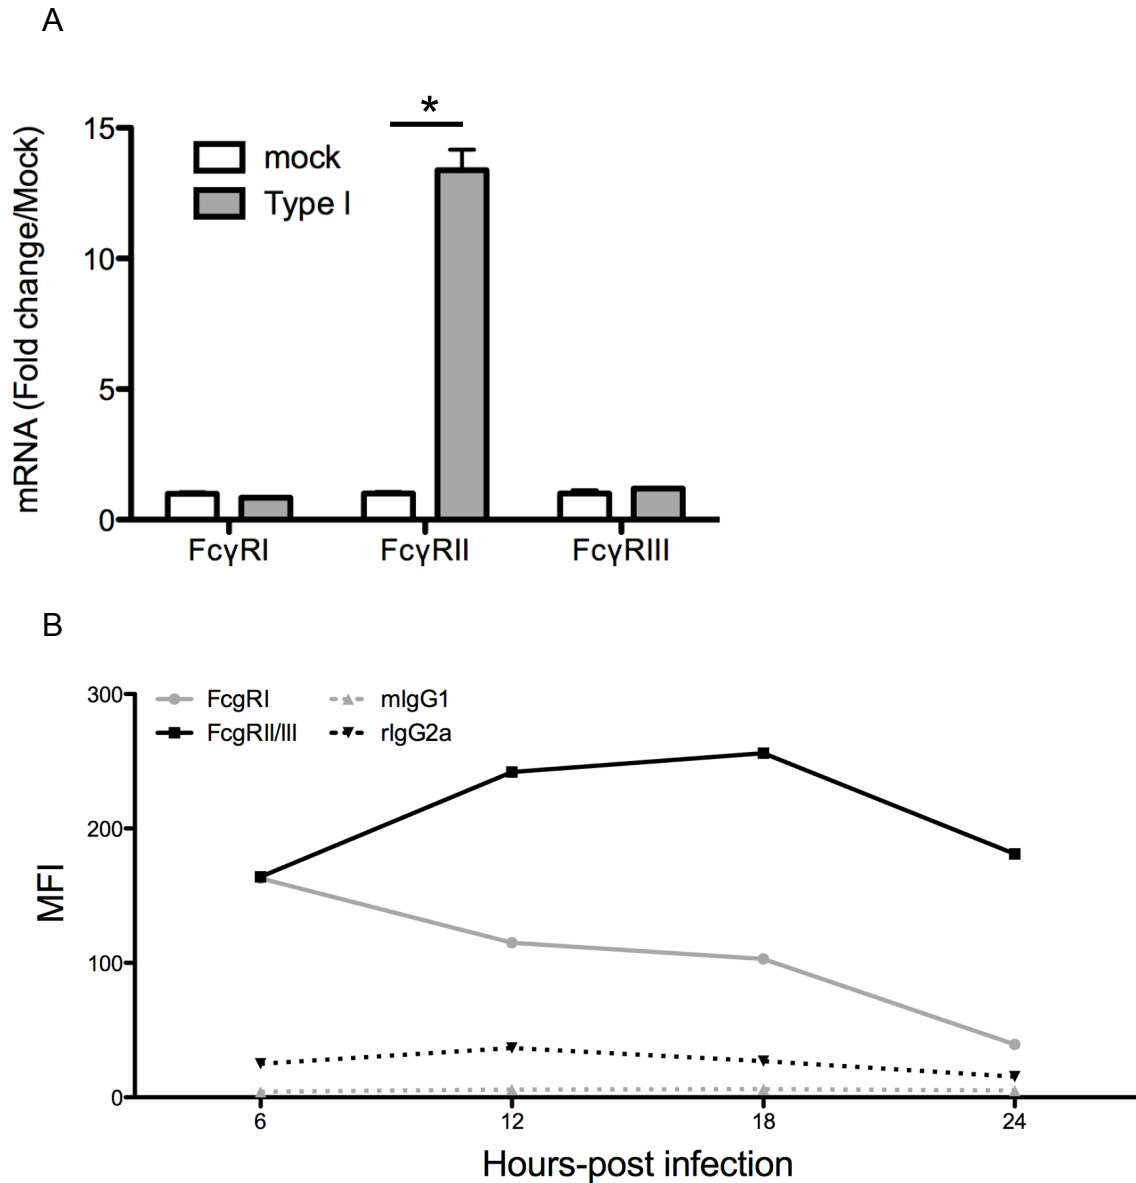 A
*
15
mock
Type I
10
5
0
mRNA (Fold change/Mock)
FcγRI FcγRII FcγRIII
B
300
FcgRI mIgG1
FcgRII/III rIgG2a
200
100
0
MFI
6 12 18 24
Hours-post infection